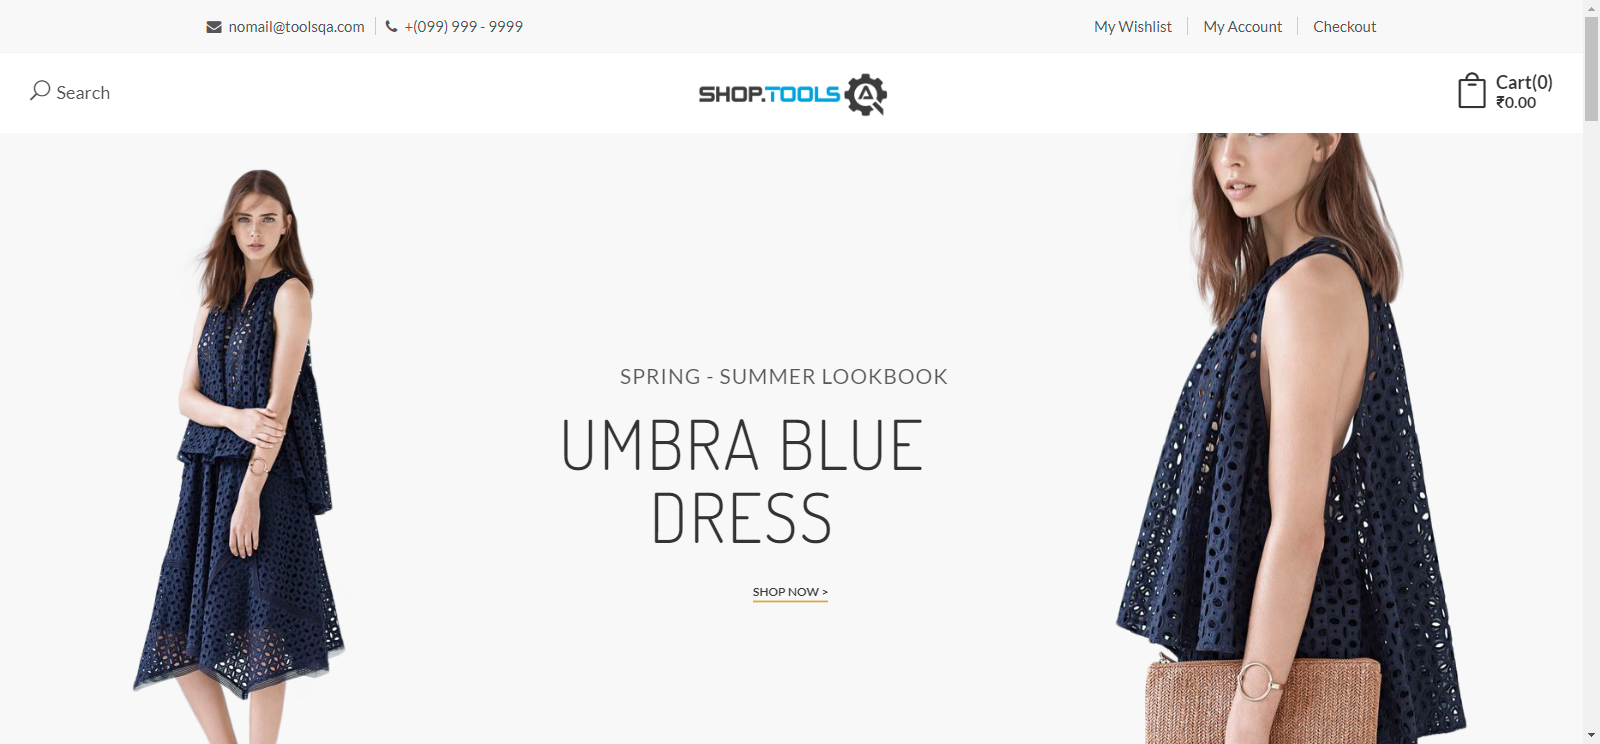 nomail@toolsqa.com
+(099) 999 - 9999
My Wishlist
My Account
Checkout
Search
SHOP.TOOLS
Cart(0)
₹0.00
SPRING - SUMMER LOOKBOOK
UMBRA BLUE
DRESS
SHOP NOW >